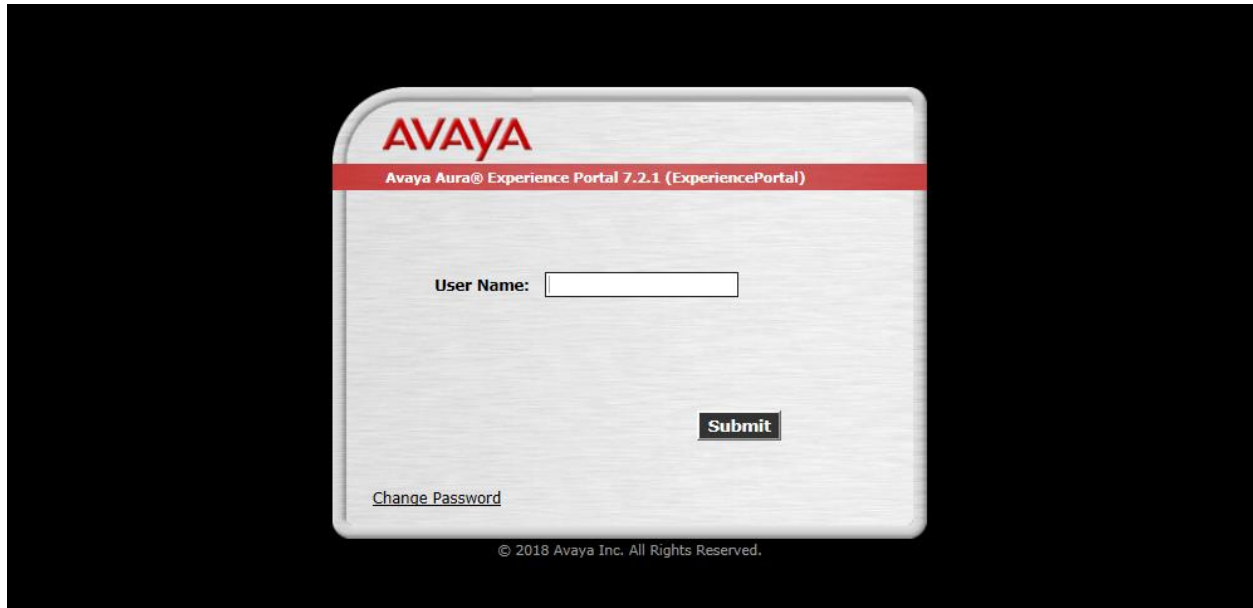 AVAYA
Avaya Aura® Experience Portal 7.2.1 (ExperiencePortal)
User Name:
Submit
Change Password
© 2018 Avaya Inc. All Rights Reserved.